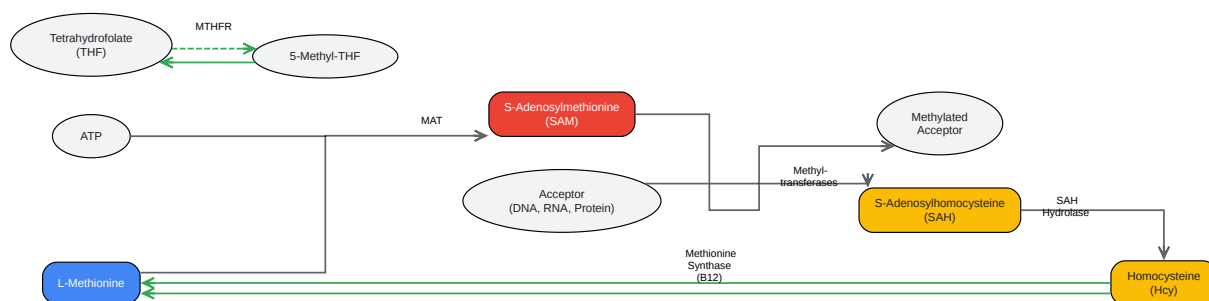 MTHFR
Tetrahydrofolate
(THF)
5-Methyl-THF
ATP
MAT
S-Adenosylmethionine
(SAM)
Methylated
Acceptor
Methyl-
transferases
Acceptor
(DNA, RNA, Protein)
S-Adenosylhomocysteine
(SAH)
SAH
Hydrolase
Methionine
Synthase
(B12)
L-Methionine
Homocysteine
(Hcy)